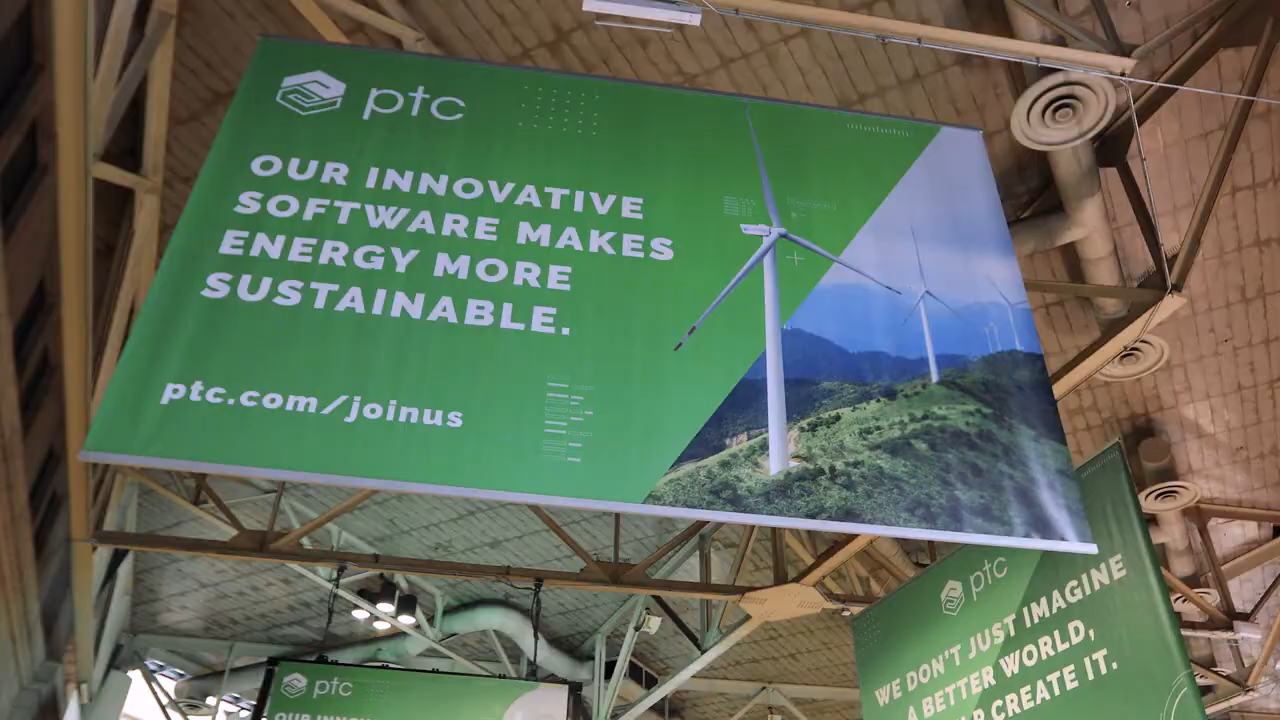 ptc
OUR INNOVATIVE
SOFTWARE MAKES
ENERGY MORE
SUSTAINABLE.
ptc.com/joinus
ptc
WE DON'T JUST IMAGINE
A BETTER WORLD,
CREATE IT.
ptc
OUR